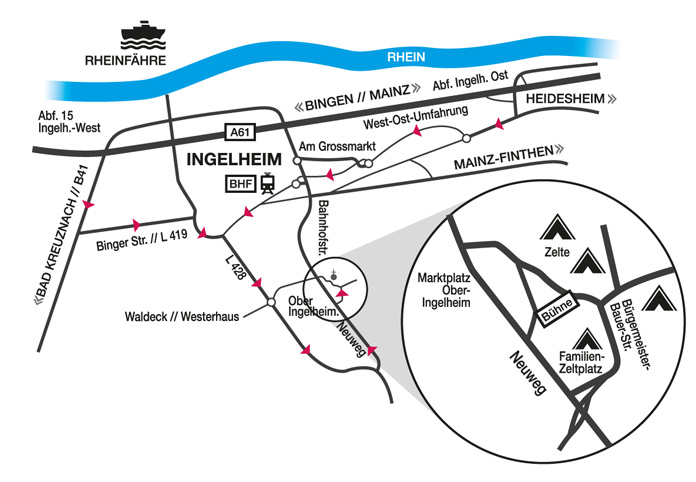 RHEINFÄHRE
RHEIN
Abf. Ingelh. Ost
Abf. 15
Ingelh.-West
« BINGEN // MAINZ »
HEIDESHEIM »
A61
West-Ost-Umfahrung
Am Grossmarkt
INGELHEIM
MAINZ-FINTHEN »
BHF
« BAD KREUZNACH // B41
Binger Str. // L 419
Bahnhofstr.
L 428
Ober
Ingelheim.
Waldeck // Westerhaus
Neuweg
Zelte
Marktplatz
Ober-
Ingelheim
Bühne
Bürgermeister-
Bauer-Str.
Familien-
Zeltplatz
Neuweg